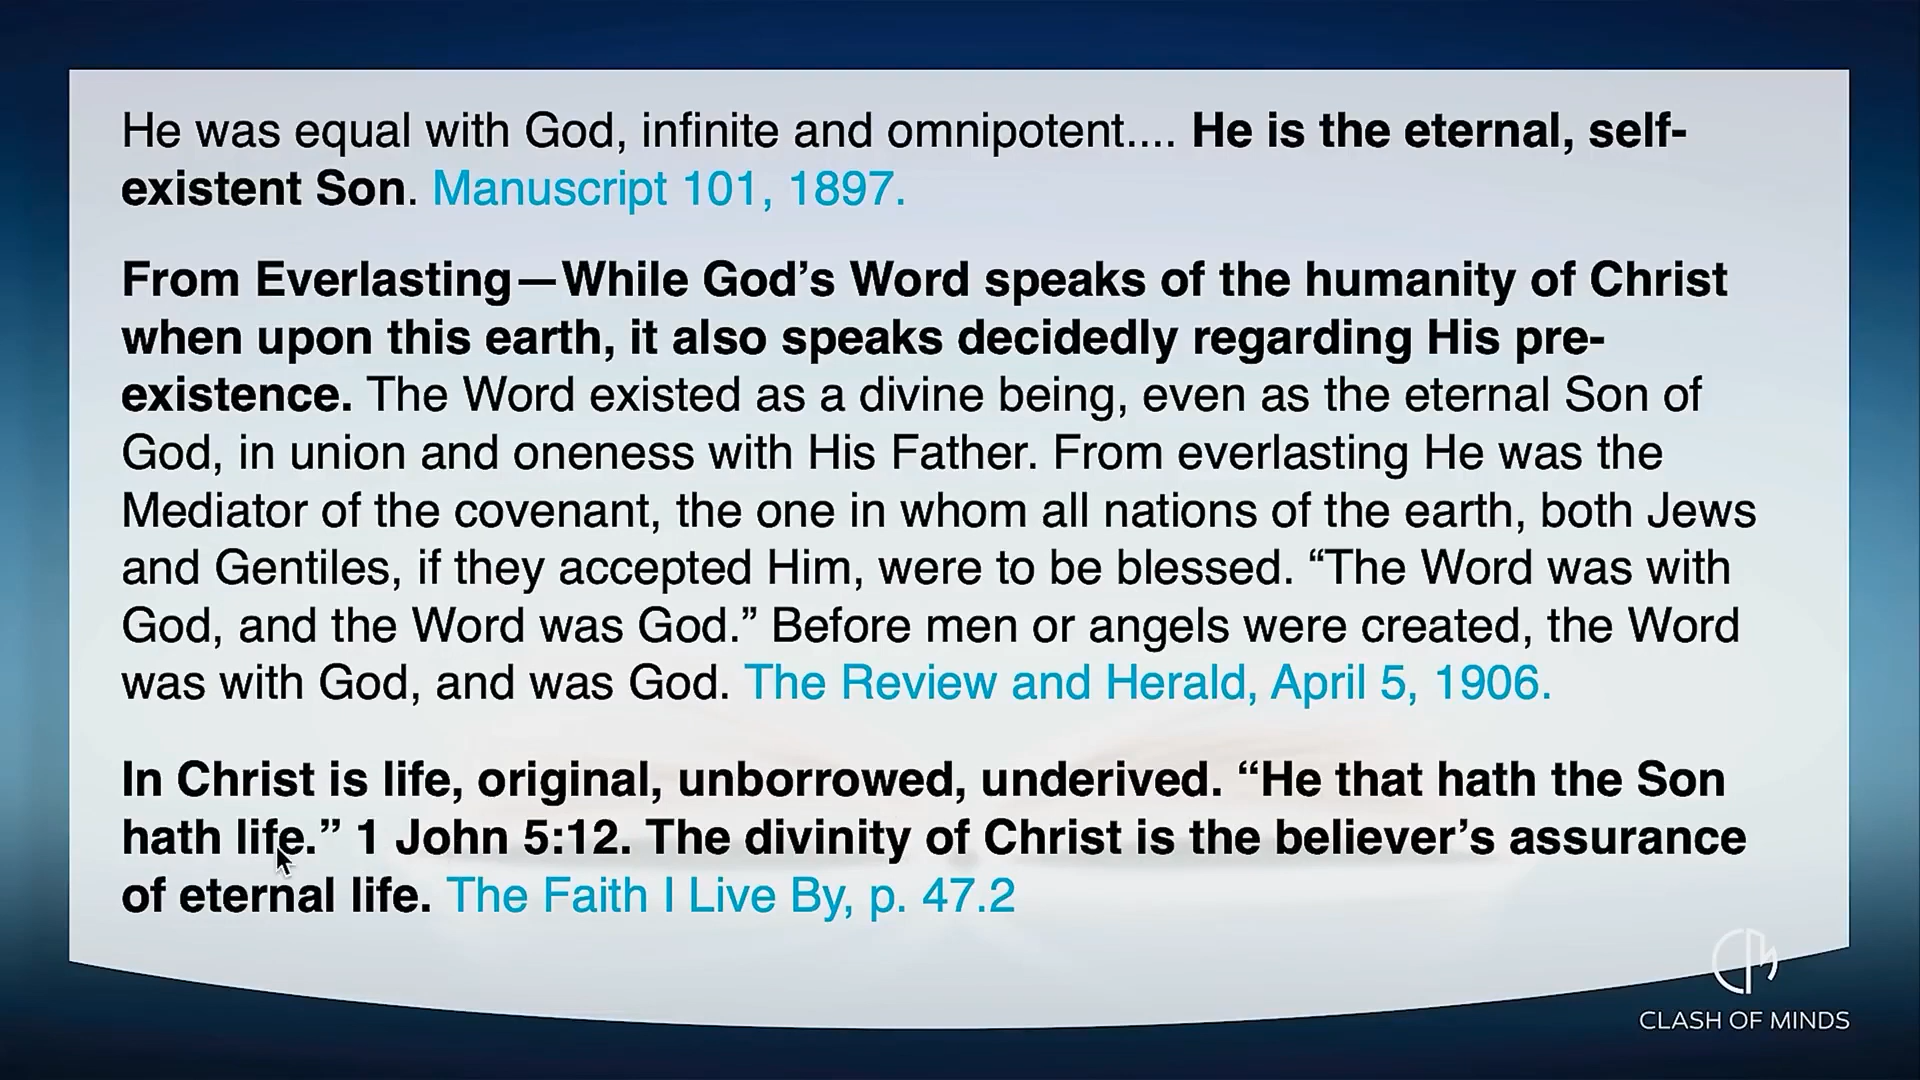 He was equal with God, infinite and omnipotent.... He is the eternal, self-
existent Son. Manuscript 101, 1897.
From Everlasting—While God’s Word speaks of the humanity of Christ
when upon this earth, it also speaks decidedly regarding His pre-
existence. The Word existed as a divine being, even as the eternal Son of
God, in union and oneness with His Father. From everlasting He was the
Mediator of the covenant, the one in whom all nations of the earth, both Jews
and Gentiles, if they accepted Him, were to be blessed. “The Word was with
God, and the Word was God.” Before men or angels were created, the Word
was with God, and was God. The Review and Herald, April 5, 1906.
In Christ is life, original, unborrowed, underived. “He that hath the Son
hath life.” 1 John 5:12. The divinity of Christ is the believer’s assurance
of eternal life. The Faith I Live By, p. 47.2
CLASH OF MINDS